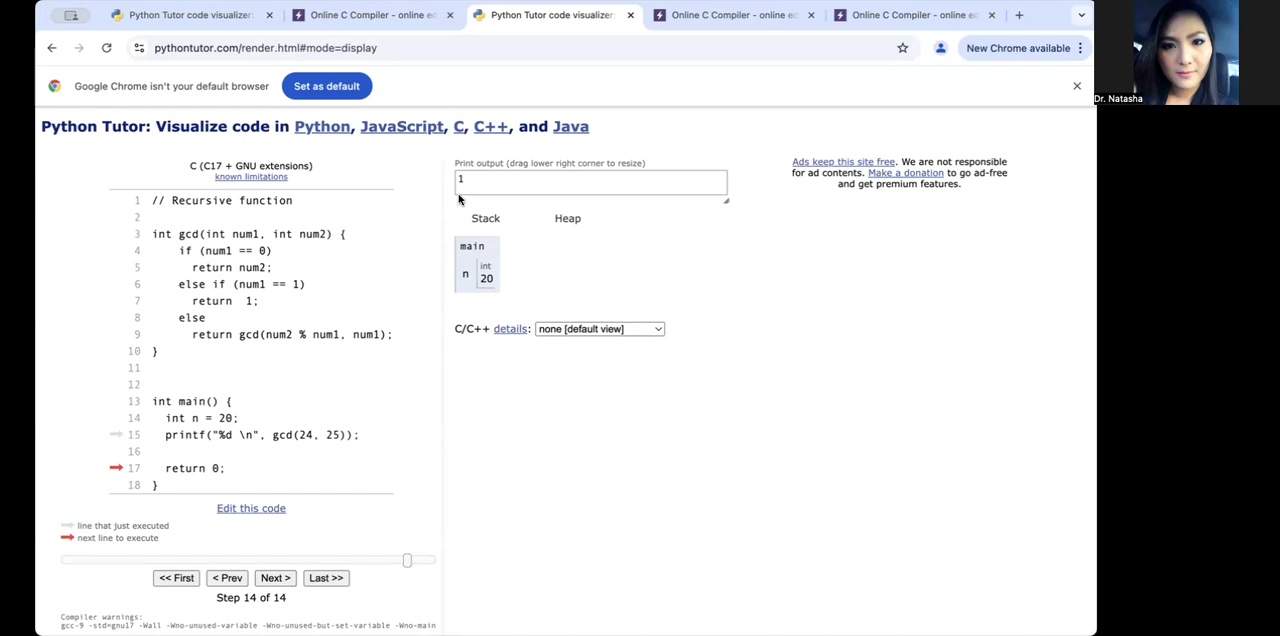 Python Tutor code visualizer:
Online C Compiler - online ed
Python Tutor code visualizer:
Online C Compiler - online ed
Online C Compiler - online ed
pythontutor.com/render.html#mode=display
New Chrome available
Google Chrome isn't your default browser
Set as default
Dr. Natasha
Python Tutor: Visualize code in Python, JavaScript, C, C++, and Java
C (C17 + GNU extensions)
known limitations
1 // Recursive function
2
3 int gcd(int num1, int num2) {
4 if (num1 == 0)
5 return num2;
6 else if (num1 == 1)
7 return 1;
8 else
9 return gcd(num2 % num1, num1);
10 }
11
12
13 int main() {
14 int n = 20;
15 printf("%d \n", gcd(24, 25));
16
17 return 0;
18 }
Edit this code
line that just executed
next line to execute
<< First
< Prev
Next >
Last >>
Step 14 of 14
Compiler warnings:
gcc-9 -std=gnu17 -Wall -Wno-unused-variable -Wno-unused-but-set-variable -Wno-main
Print output (drag lower right corner to resize)
1
Stack
Heap
main
int
n 20
C/C++ details: none [default view]
Ads keep this site free. We are not responsible
for ad contents. Make a donation to go ad-free
and get premium features.